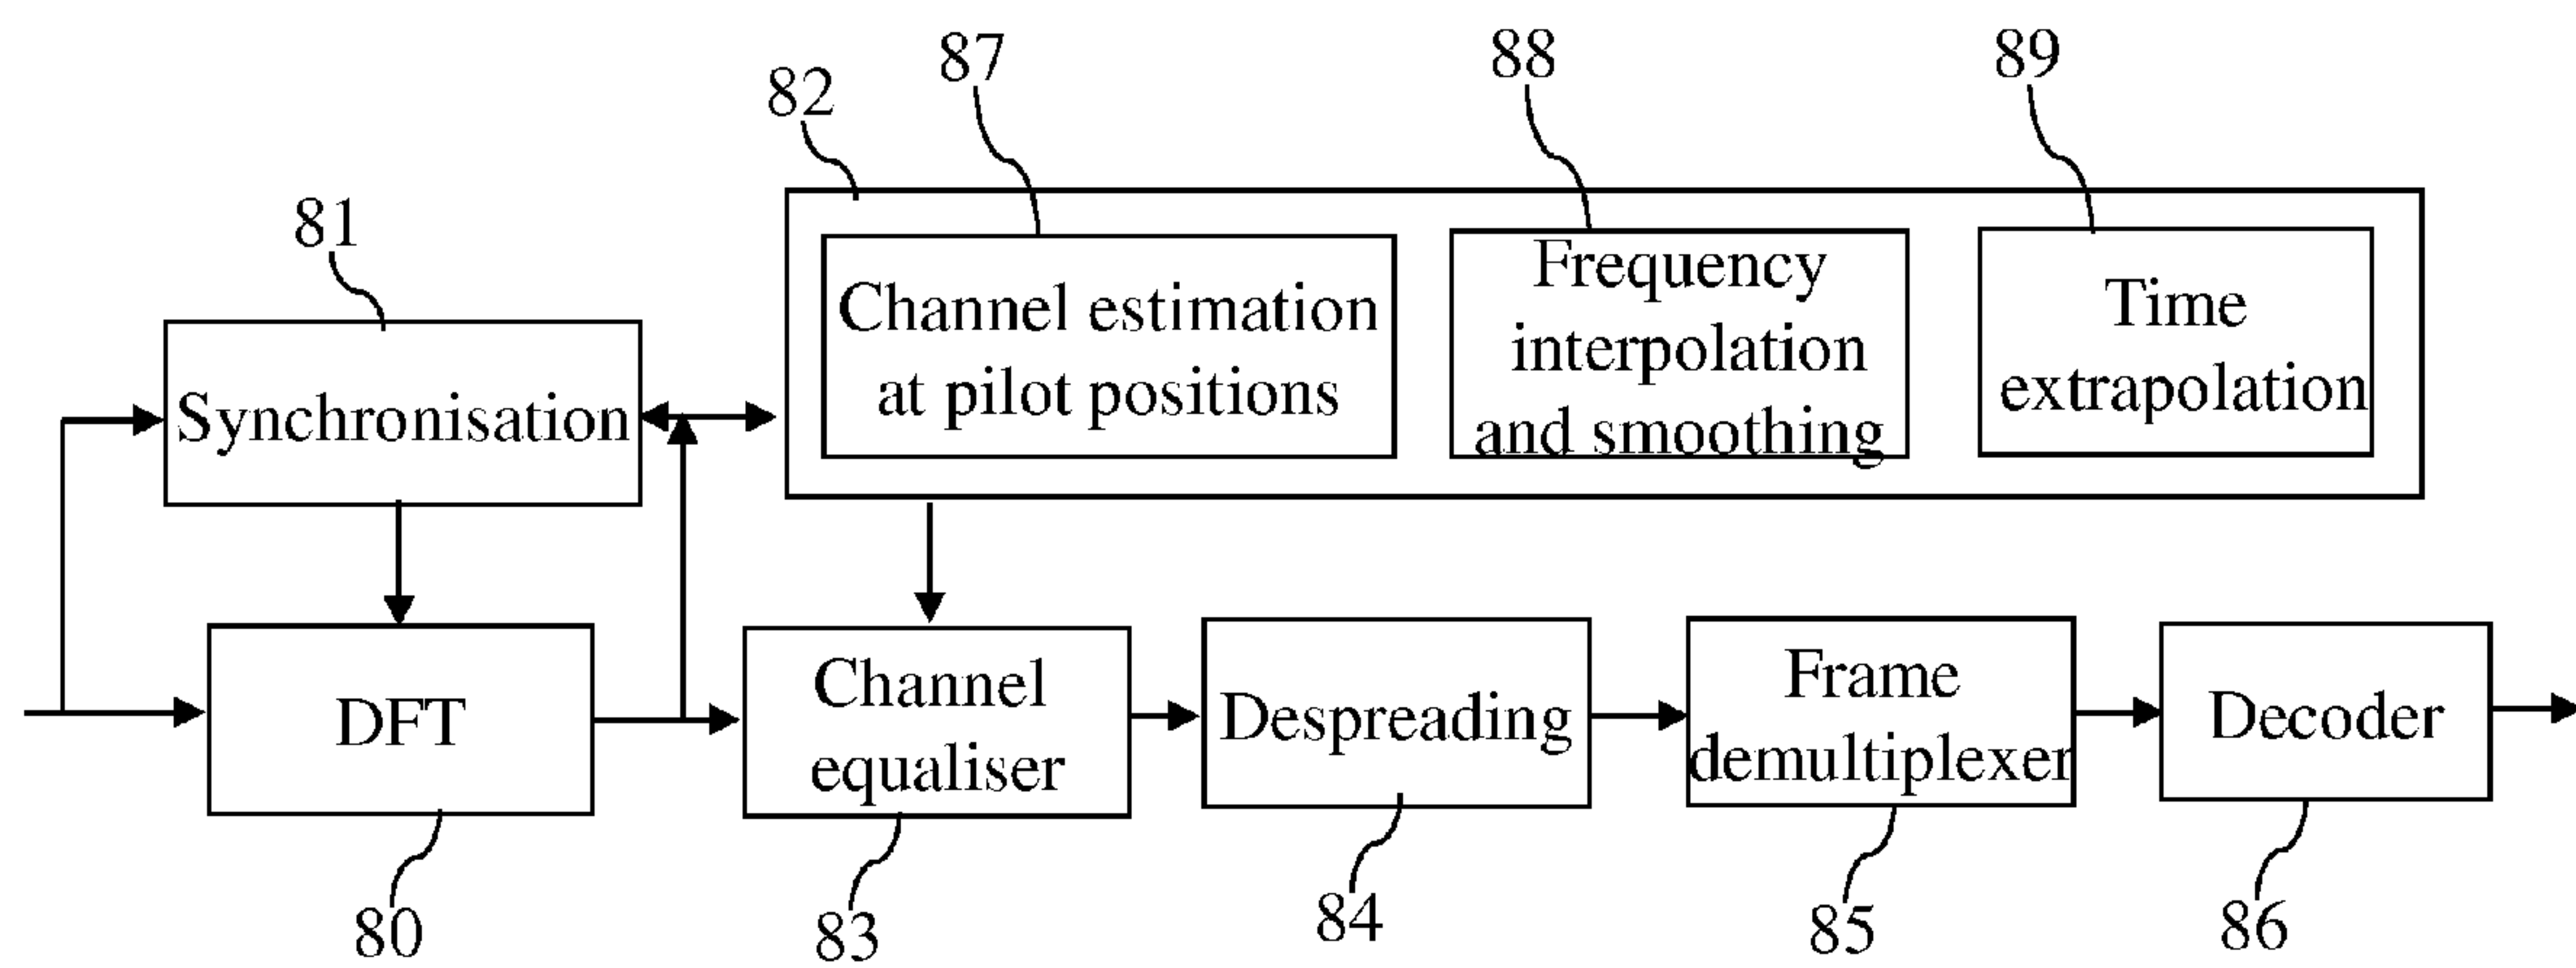 87
88
89
82
81
Channel estimation
at pilot positions
Frequency
interpolation
and smoothing
Time
extrapolation
Synchronisation
DFT
Channel
equaliser
Despreading
Frame
demultiplexer
Decoder
80
83
84
85
86